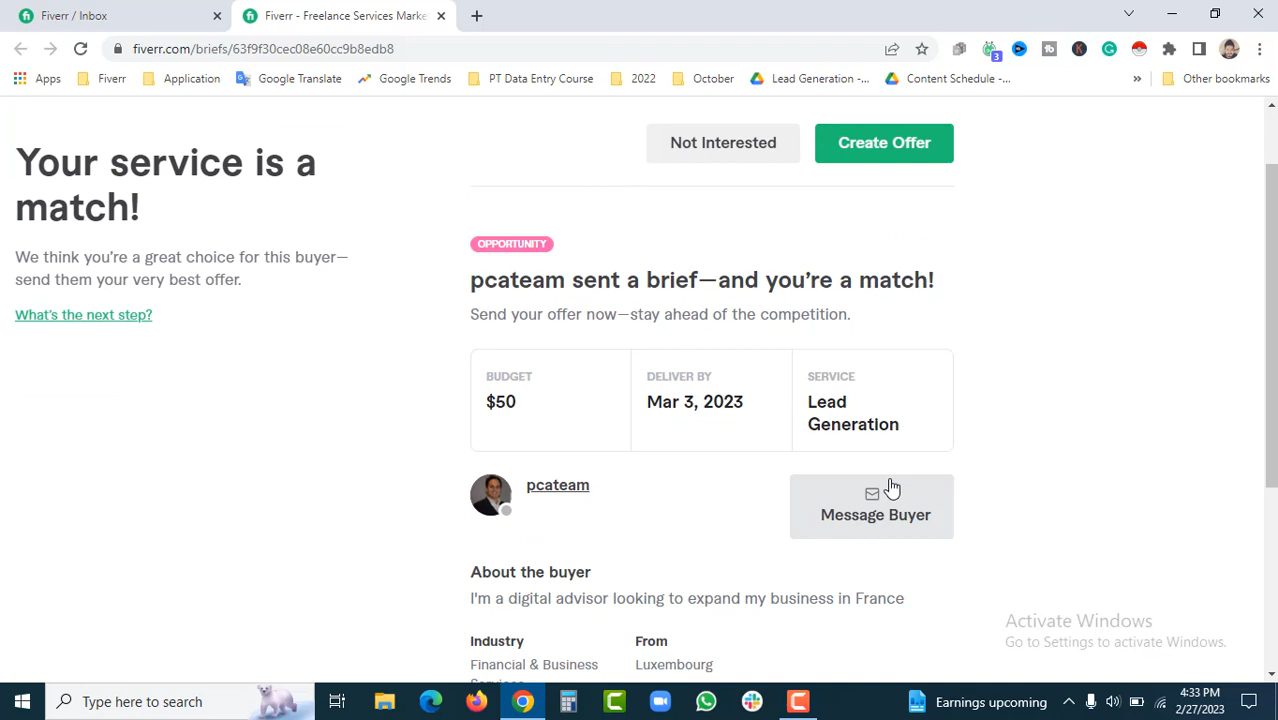 Fiverr / Inbox
Fiverr - Freelance Services Marke
fiverr.com/briefs/63f9f30cec08e60cc9b8edb8
3
Apps
Fiverr
Application
Google Translate
Google Trends
PT Data Entry Course
2022
October
Lead Generation -...
Content Schedule -...
Other bookmarks
Not Interested
Create Offer
Your service is a
match!
We think you're a great choice for this buyer—
send them your very best offer.
What's the next step?
OPPORTUNITY
pcateam sent a brief—and you're a match!
Send your offer now—stay ahead of the competition.
BUDGET
$50
DELIVER BY
Mar 3, 2023
SERVICE
Lead
Generation
pcateam
Message Buyer
About the buyer
I'm a digital advisor looking to expand my business in France
Industry
From
Financial & Business
Services
Luxembourg
Activate Windows
Go to Settings to activate Windows.
Type here to search
Earnings upcoming
4:33 PM
2/27/2023